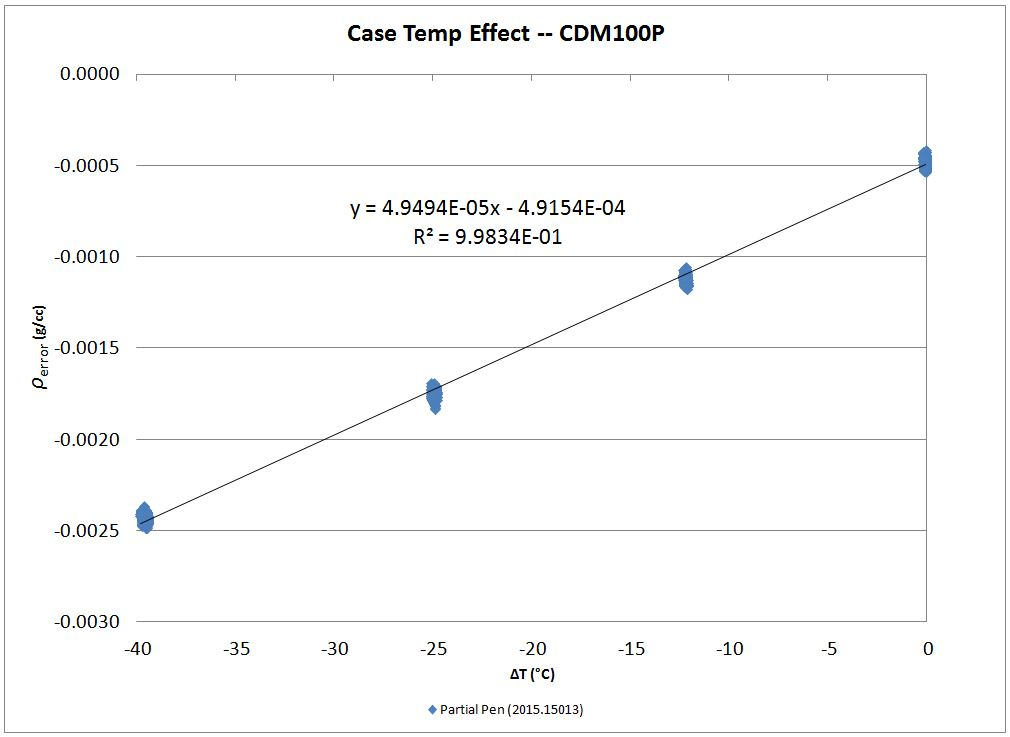 Case Temp Effect -- CDM100P
0.0000
-0.0005
-0.0010
-0.0015
-0.0020
-0.0025
-0.0030
ρerror (g/cc)
y = 4.9494E-05x - 4.9154E-04
R² = 9.9834E-01
-40 -35 -30 -25 -20 -15 -10 -5 0
ΔT (°C)
Partial Pen (2015.15013)